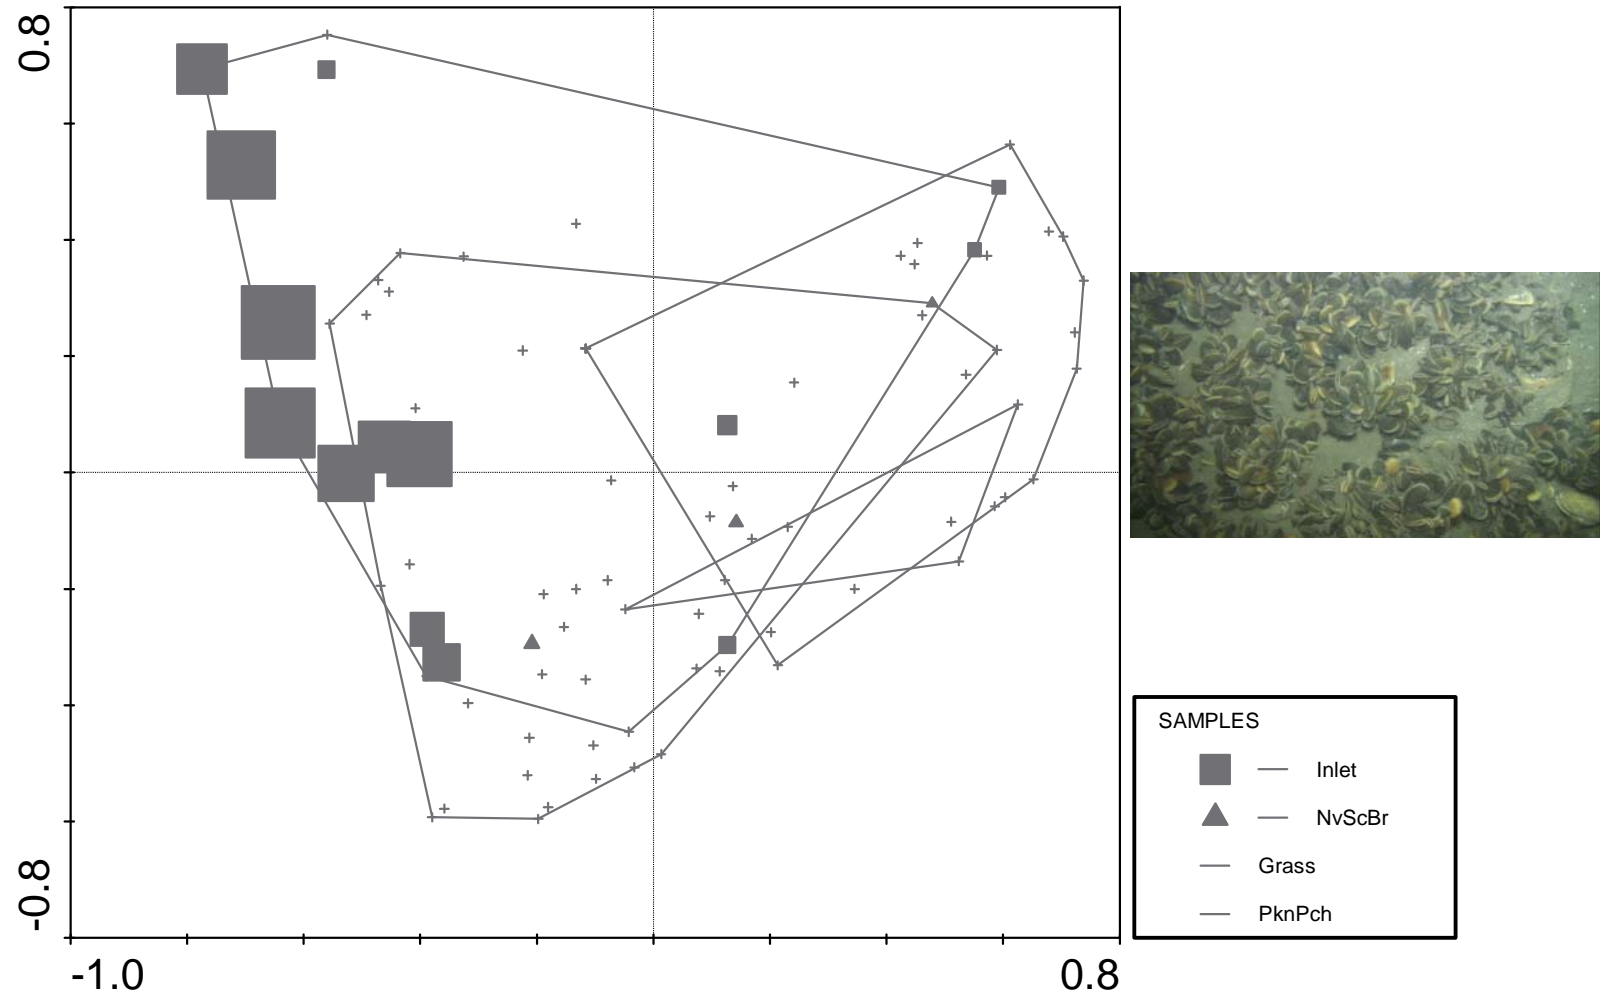 0.8
-0.8
-1.0
0.8
SAMPLES
Inlet
NvScBr
Grass
PknPch